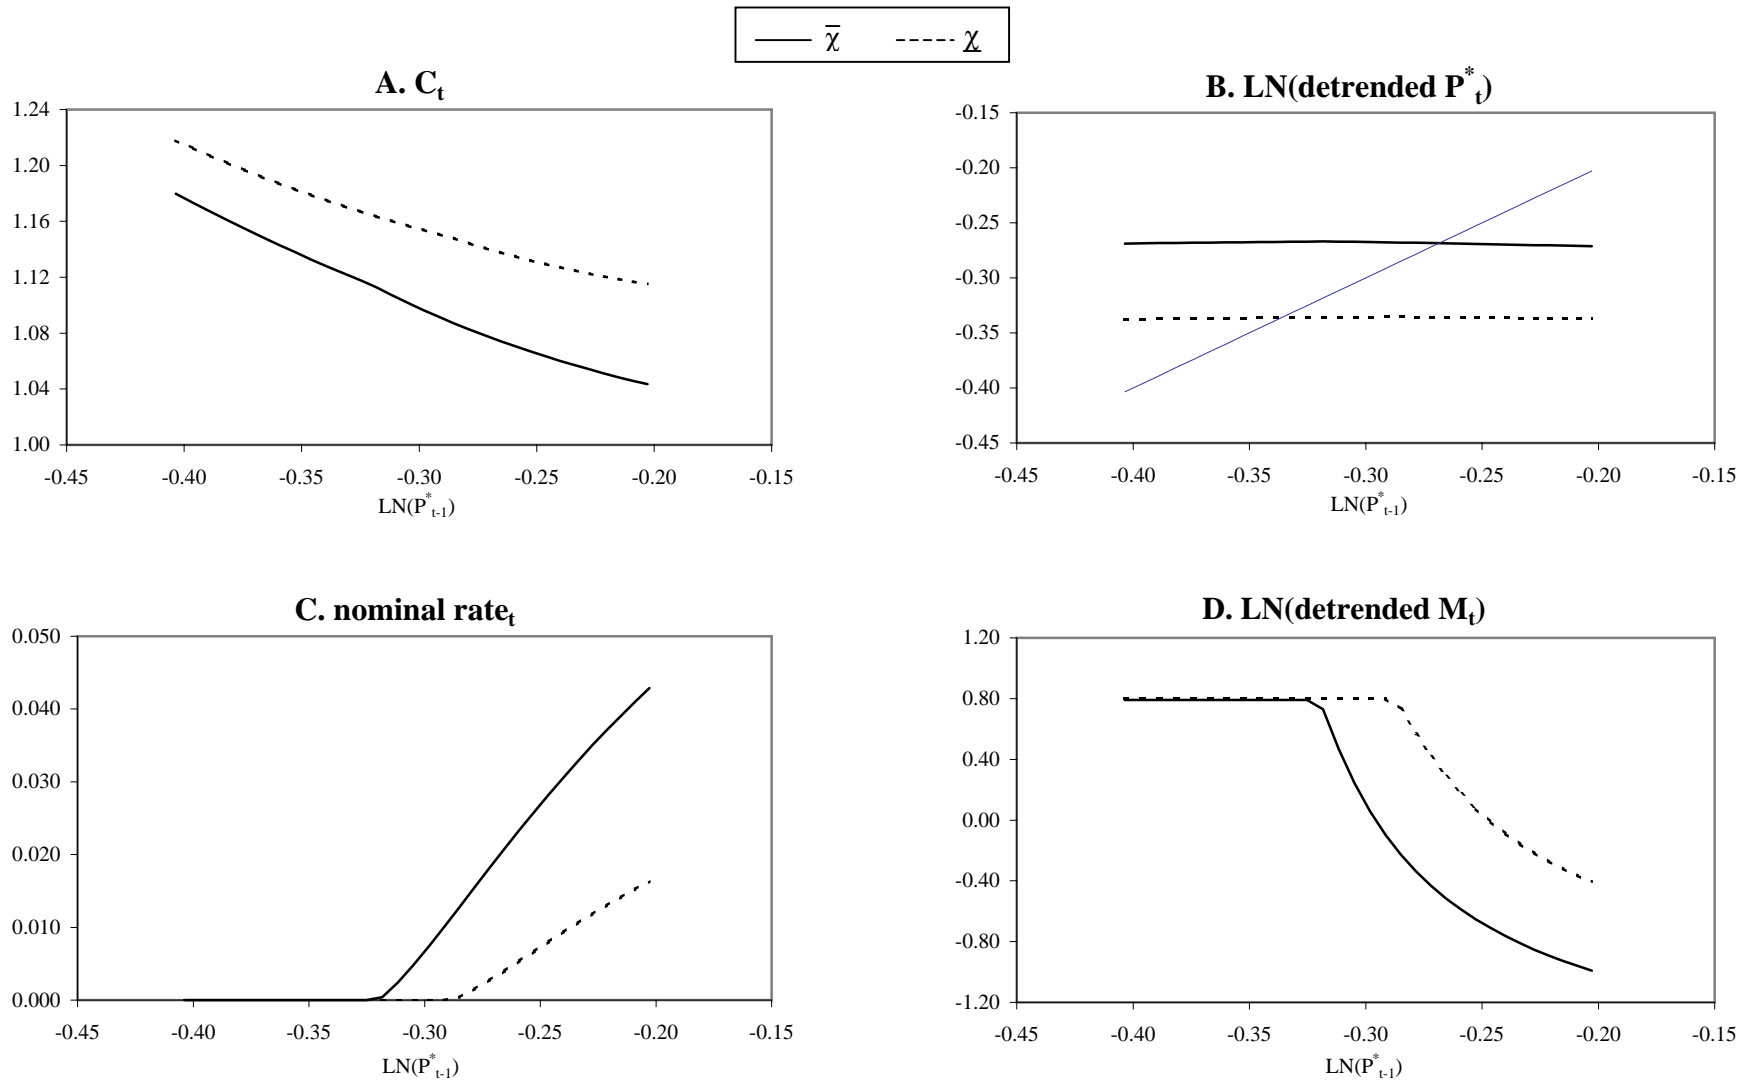 χ̅ χ̲
A. Cₜ
1.24
1.20
1.16
1.12
1.08
1.04
1.00
-0.45 -0.40 -0.35 -0.30 -0.25 -0.20 -0.15
LN(P*ₜ₋₁)
B. LN(detrended P*ₜ)
-0.15
-0.20
-0.25
-0.30
-0.35
-0.40
-0.45
-0.45 -0.40 -0.35 -0.30 -0.25 -0.20 -0.15
LN(P*ₜ₋₁)
C. nominal rateₜ
0.050
0.040
0.030
0.020
0.010
0.000
-0.45 -0.40 -0.35 -0.30 -0.25 -0.20 -0.15
LN(P*ₜ₋₁)
D. LN(detrended Mₜ)
1.20
0.80
0.40
0.00
-0.40
-0.80
-1.20
-0.45 -0.40 -0.35 -0.30 -0.25 -0.20 -0.15
LN(P*ₜ₋₁)